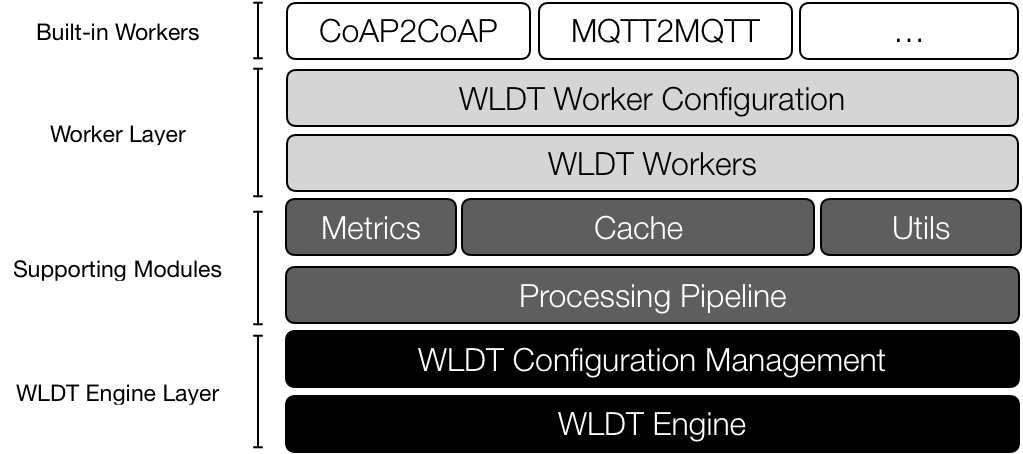 Built-in Workers
CoAP2CoAP
MQTT2MQTT
...
Worker Layer
WLDT Worker Configuration
WLDT Workers
Supporting Modules
Metrics
Cache
Utils
Processing Pipeline
WLDT Engine Layer
WLDT Configuration Management
WLDT Engine